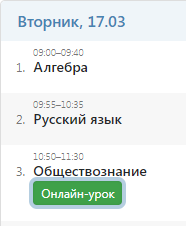 Вторник, 17.03
09:00–09:40
1. Алгебра
09:55–10:35
2. Русский язык
10:50–11:30
3. Обществознание
Онлайн-урок